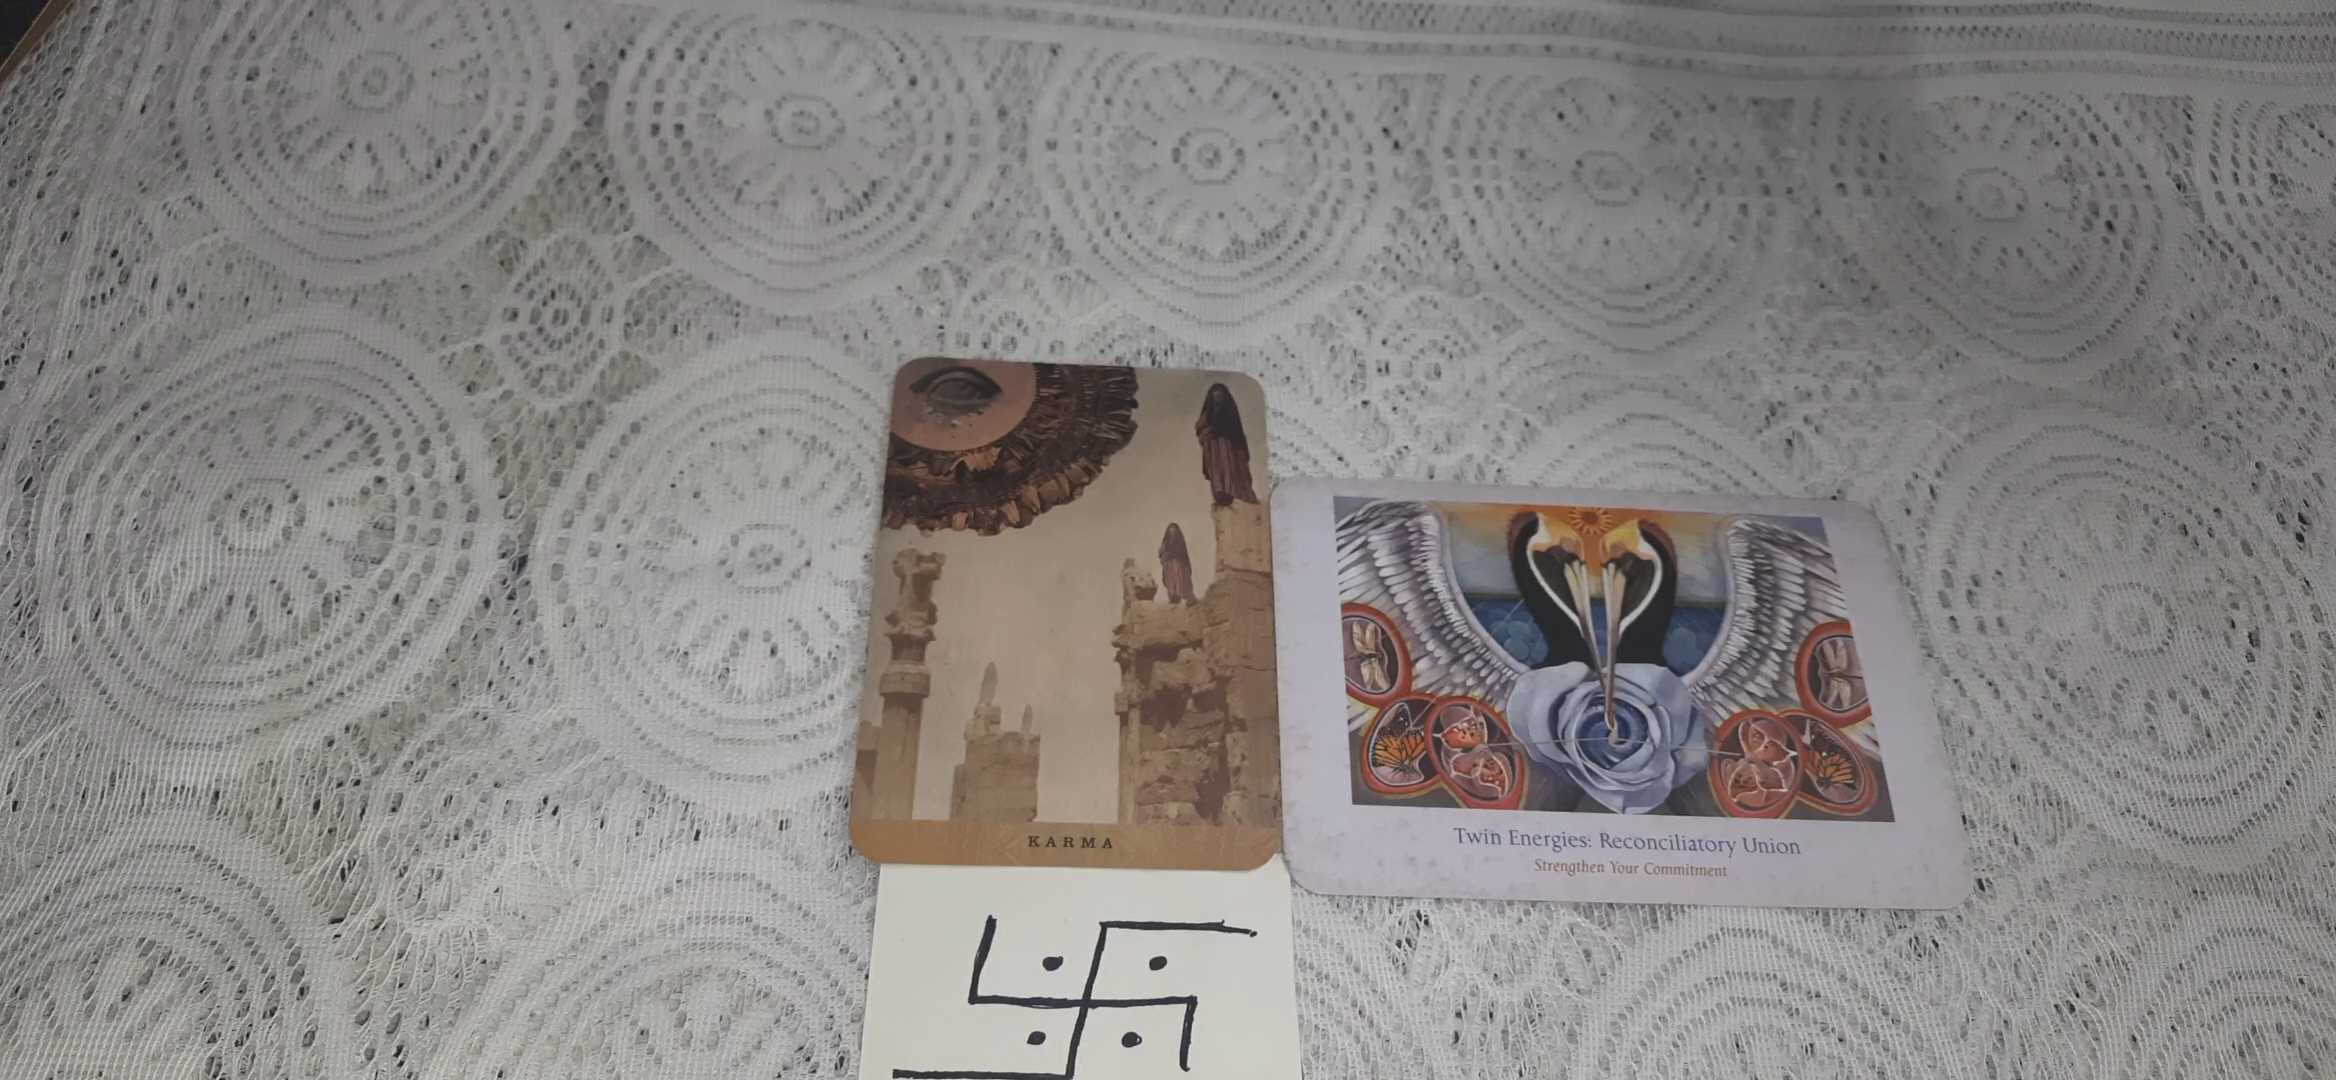 KARMA
Twin Energies: Reconciliatory Union
Strengthen Your Commitment